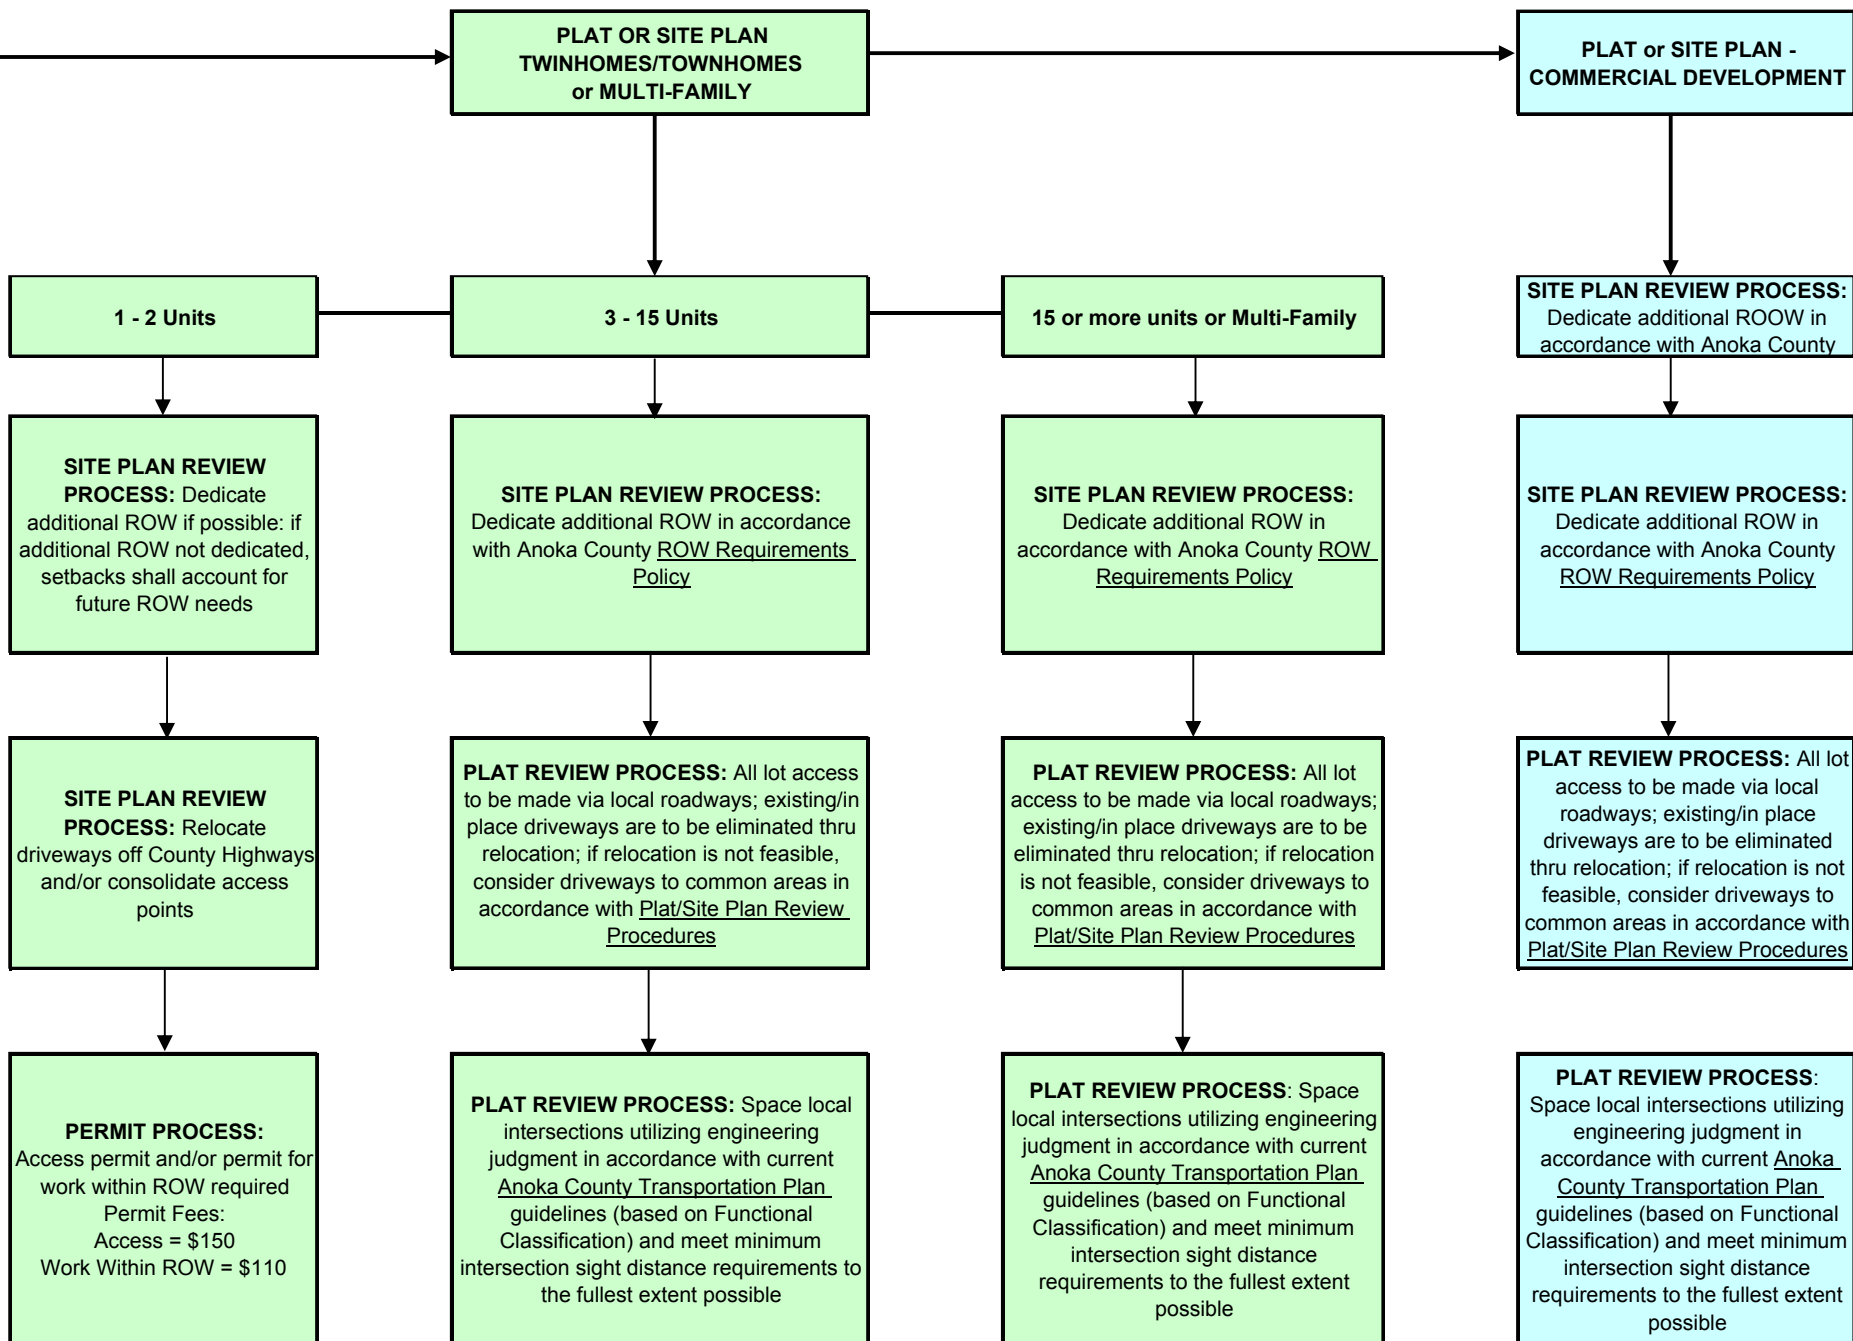 PLAT OR SITE PLAN
TWINHOMES/TOWNHOMES
or MULTI-FAMILY
PLAT or SITE PLAN -
COMMERCIAL DEVELOPMENT
1 - 2 Units
3 - 15 Units
15 or more units or Multi-Family
SITE PLAN REVIEW PROCESS:
Dedicate additional ROOW in
accordance with Anoka County
SITE PLAN REVIEW
PROCESS: Dedicate
additional ROW if possible: if
additional ROW not dedicated,
setbacks shall account for
future ROW needs
SITE PLAN REVIEW PROCESS:
Dedicate additional ROW in accordance
with Anoka County ROW Requirements
Policy
SITE PLAN REVIEW PROCESS:
Dedicate additional ROW in
accordance with Anoka County ROW
Requirements Policy
SITE PLAN REVIEW PROCESS:
Dedicate additional ROW in
accordance with Anoka County
ROW Requirements Policy
SITE PLAN REVIEW
PROCESS: Relocate
driveways off County Highways
and/or consolidate access
points
PLAT REVIEW PROCESS: All lot access
to be made via local roadways; existing/in
place driveways are to be eliminated thru
relocation; if relocation is not feasible,
consider driveways to common areas in
accordance with Plat/Site Plan Review
Procedures
PLAT REVIEW PROCESS: All lot
access to be made via local roadways;
existing/in place driveways are to be
eliminated thru relocation; if relocation
is not feasible, consider driveways to
common areas in accordance with
Plat/Site Plan Review Procedures
PLAT REVIEW PROCESS: All lot
access to be made via local
roadways; existing/in place
driveways are to be eliminated
thru relocation; if relocation is not
feasible, consider driveways to
common areas in accordance with
Plat/Site Plan Review Procedures
PERMIT PROCESS:
Access permit and/or permit for
work within ROW required
Permit Fees:
Access = $150
Work Within ROW = $110
PLAT REVIEW PROCESS: Space local
intersections utilizing engineering
judgment in accordance with current
Anoka County Transportation Plan
guidelines (based on Functional
Classification) and meet minimum
intersection sight distance requirements to
the fullest extent possible
PLAT REVIEW PROCESS: Space
local intersections utilizing engineering
judgment in accordance with current
Anoka County Transportation Plan
guidelines (based on Functional
Classification) and meet minimum
intersection sight distance
requirements to the fullest extent
possible
PLAT REVIEW PROCESS:
Space local intersections utilizing
engineering judgment in
accordance with current Anoka
County Transportation Plan
guidelines (based on Functional
Classification) and meet minimum
intersection sight distance
requirements to the fullest extent
possible